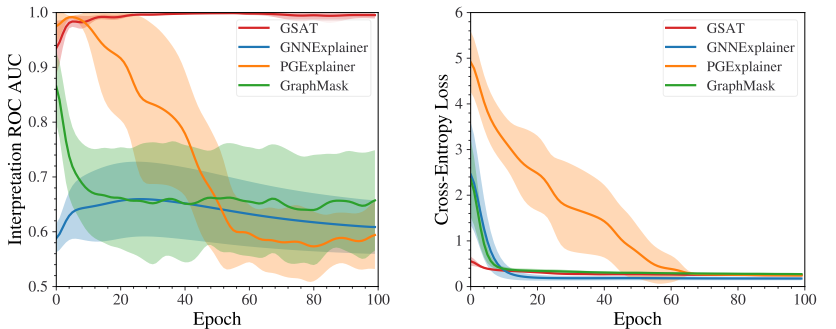 1.0
0.9
0.8
0.7
0.6
0.5
Interpretation ROC AUC
0
20
40
60
80
100
Epoch
GSAT
GNNExplainer
PGExplainer
GraphMask
6
5
4
3
2
1
0
Cross-Entropy Loss
0
20
40
60
80
100
Epoch
GSAT
GNNExplainer
PGExplainer
GraphMask